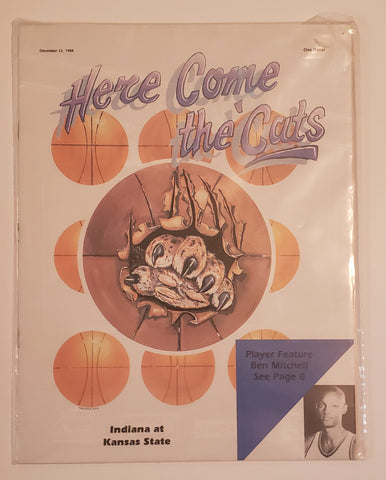 December 22, 1986
One Dollar
Here Come
the Cats
Player Feature
Ben Mitchell
See Page 8
Indiana at
Kansas State